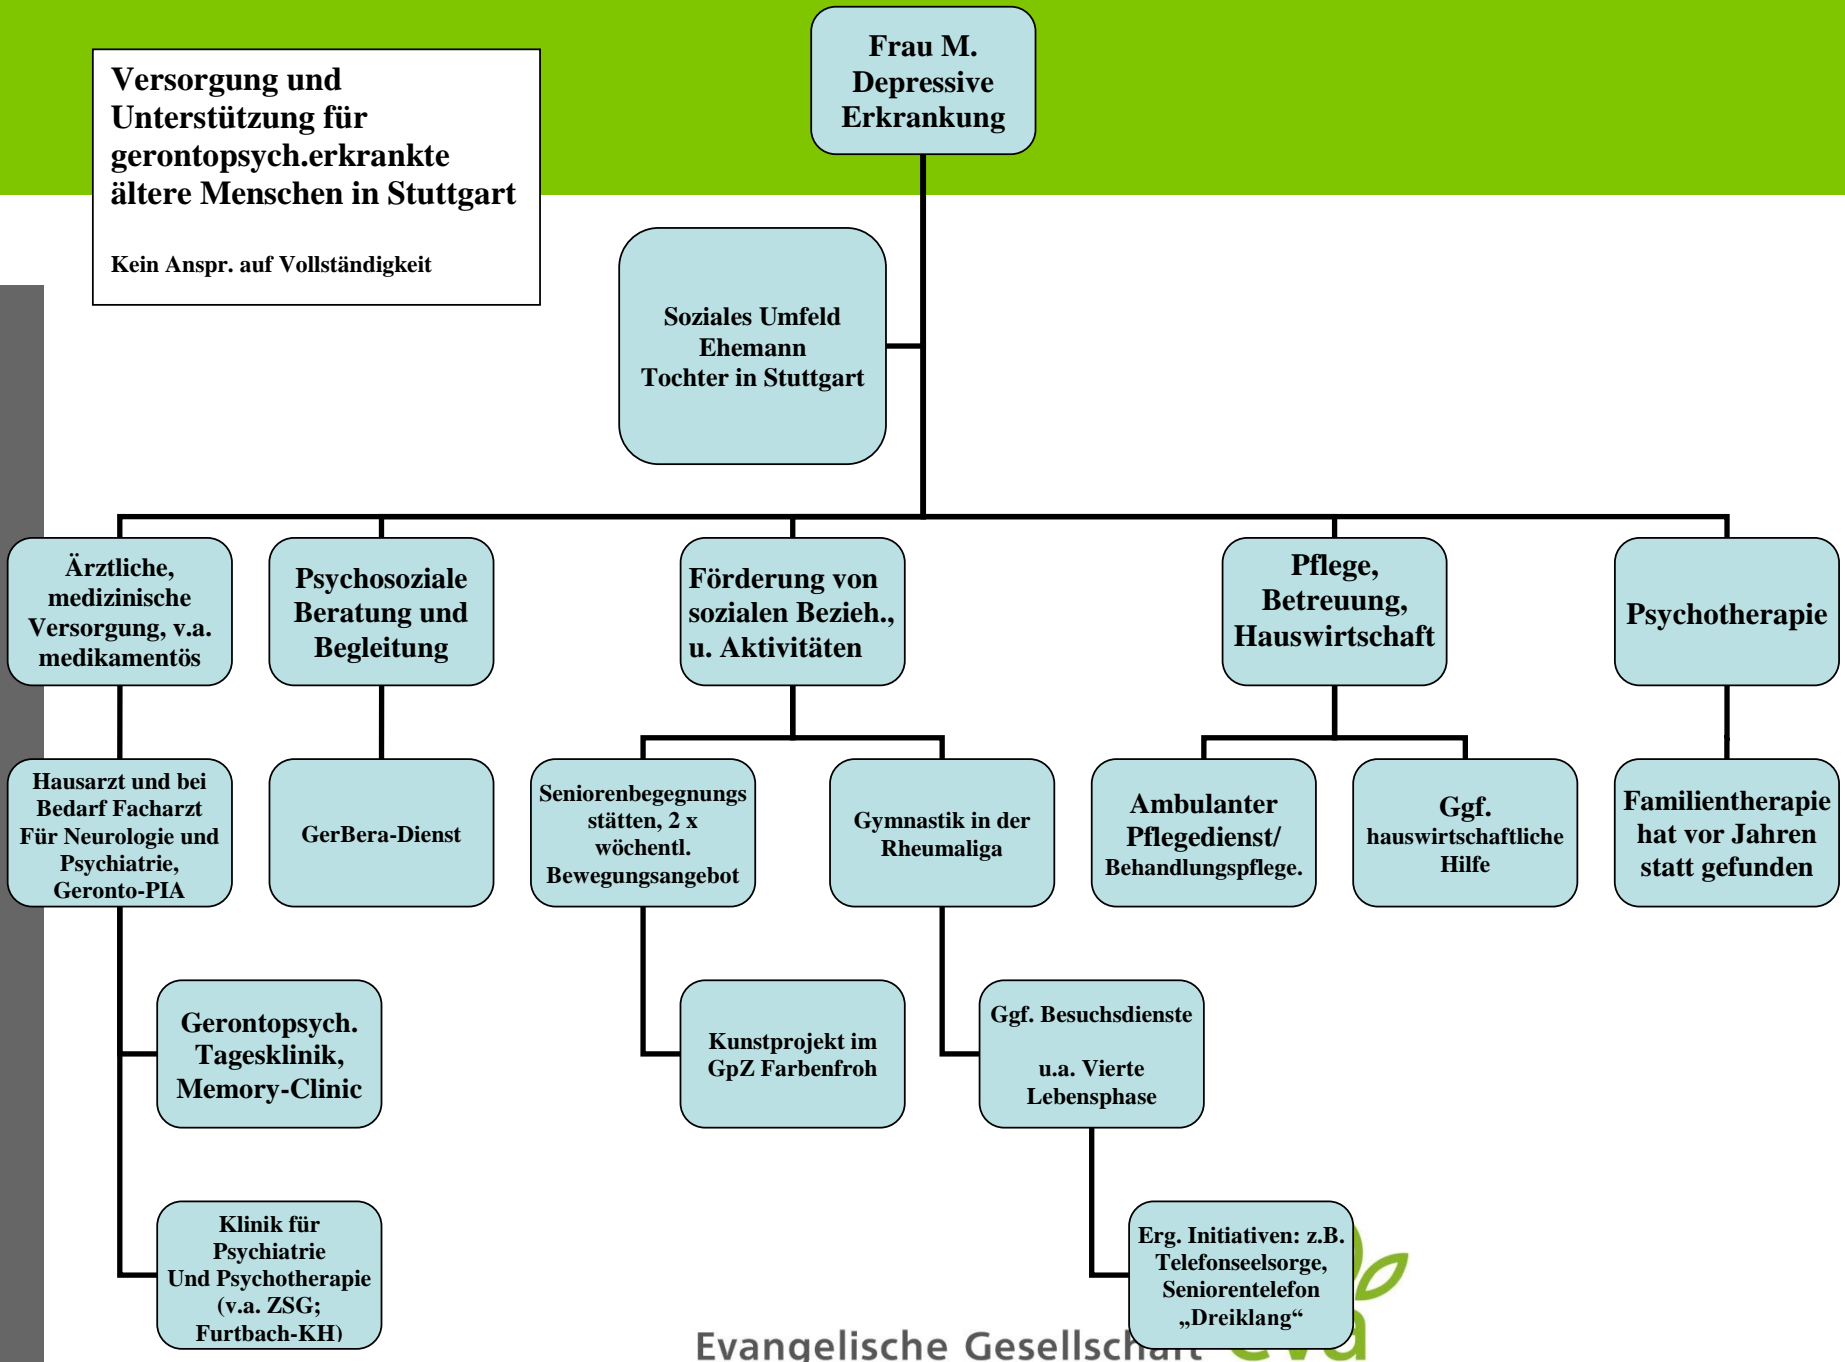 Versorgung und
Unterstützung für
gerontopsych.erkrankte
ältere Menschen in Stuttgart
Kein Anspr. auf Vollständigkeit
Frau M.
Depressive
Erkrankung
Soziales Umfeld
Ehemann
Tochter in Stuttgart
Ärztliche,
medizinische
Versorgung, v.a.
medikamentös
Psychosoziale
Beratung und
Begleitung
Förderung von
sozialen Bezieh.,
u. Aktivitäten
Pflege,
Betreuung,
Hauswirtschaft
Psychotherapie
Hausarzt und bei
Bedarf Facharzt
Für Neurologie und
Psychiatrie,
Geronto-PIA
GerBera-Dienst
Seniorenbegegnungs
stätten, 2 x
wöchentl.
Bewegungsangebot
Gymnastik in der
Rheumaliga
Ambulanter
Pflegedienst/
Behandlungspflege.
Ggf.
hauswirtschaftliche
Hilfe
Familientherapie
hat vor Jahren
statt gefunden
Gerontopsych.
Tagesklinik,
Memory-Clinic
Kunstprojekt im
GpZ Farbenfroh
Ggf. Besuchsdienste
u.a. Vierte
Lebensphase
Klinik für
Psychiatrie
Und Psychotherapie
(v.a. ZSG;
Furtbach-KH)
Erg. Initiativen: z.B.
Telefonseelsorge,
Seniorentelefon
„Dreiklang“
Evangelische Gesellschaft eva